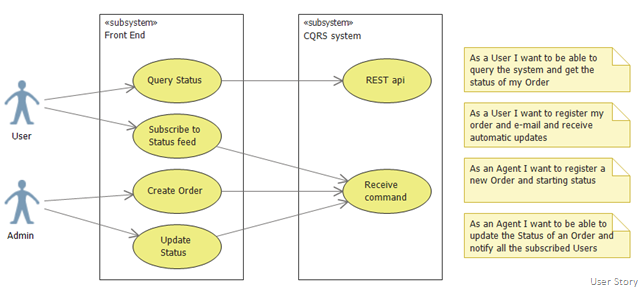 «subsystem»
Front End
«subsystem»
CQRS system
Query Status
REST api
User
Subscribe to
Status feed
Create Order
Receive
command
Admin
Update
Status
As a User I want to be able to
query the system and get the
status of my Order
As a User I want to register my
order and e-mail and receive
automatic updates
As an Agent I want to register a
new Order and starting status
As an Agent I want to be able to
update the Status of an Order and
notify all the subscribed Users
User Story